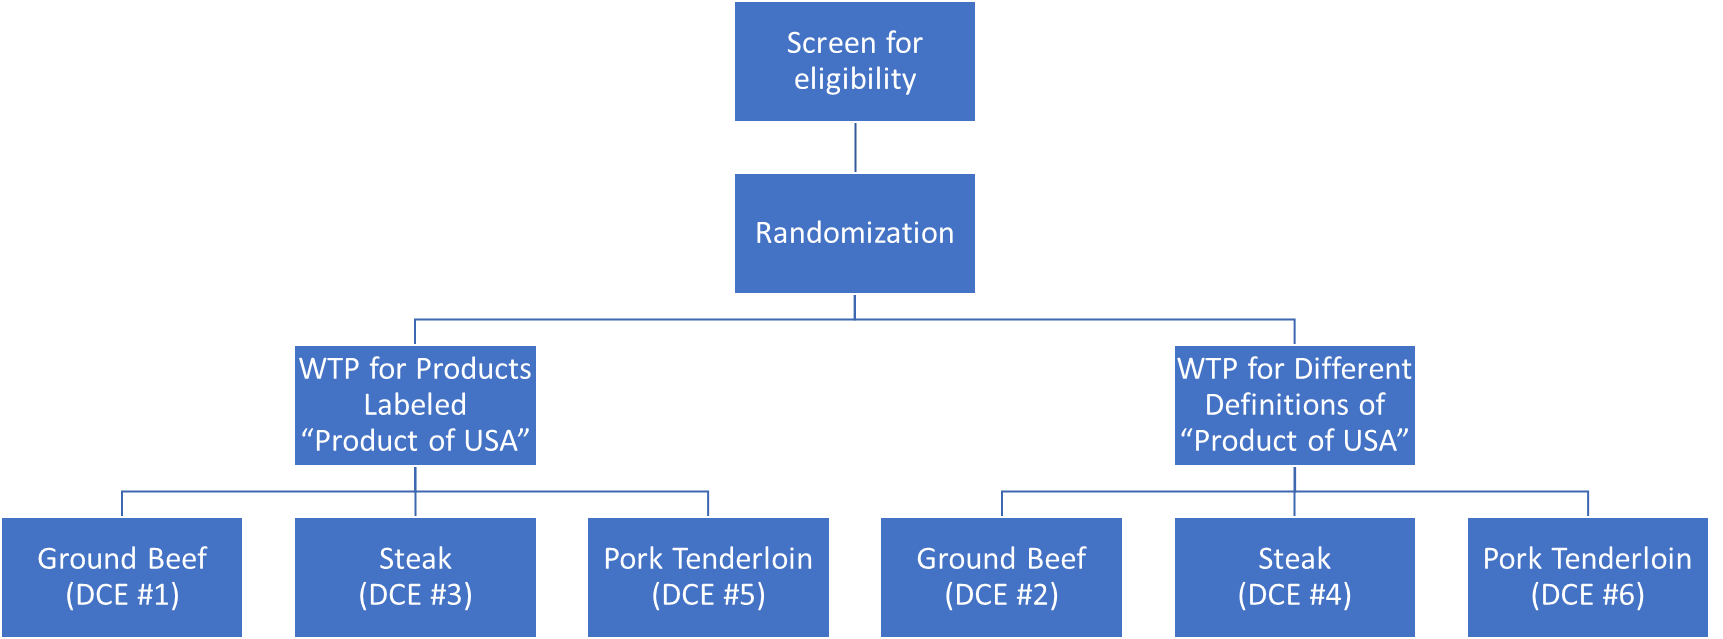 Screen for
eligibility
Randomization
WTP for Products
Labeled
“Product of USA”
WTP for Different
Definitions of
“Product of USA”
Ground Beef
(DCE #1)
Steak
(DCE #3)
Pork Tenderloin
(DCE #5)
Ground Beef
(DCE #2)
Steak
(DCE #4)
Pork Tenderloin
(DCE #6)